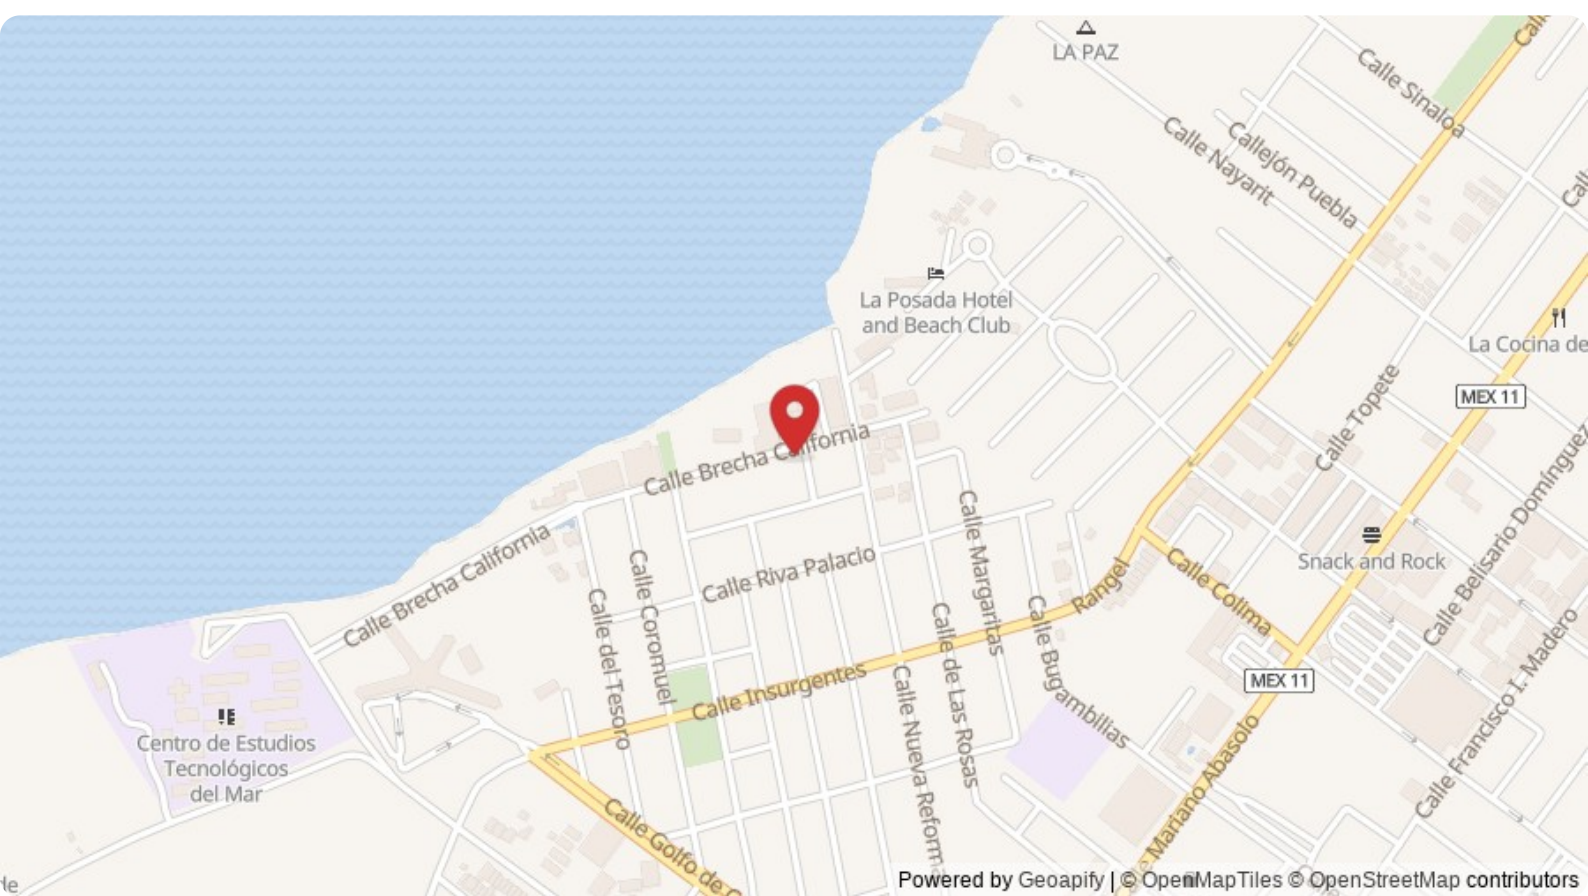 LA PAZ
Calle Sinaloa
Calle Nayarit
Callejón Puebla
La Posada Hotel
and Beach Club
La Cocina de
MEX 11
Calle Topete
Calle Brecha California
Calle Brecha California
Calle Margaritas
Calle Riva Palacio
Calle Coromuel
Calle del Tesoro
Calle de Las Rosas
Calle Bugambilias
Rangel
Calle Colima
Snack and Rock
Calle Belisario Domínguez
Calle Insurgentes
Calle Nueva Reforma
MEX 11
Mariano Abasolo
Calle Francisco I. Madero
Centro de Estudios
Tecnológicos
del Mar
Calle Golfo de C
Powered by Geoapify | © OpenMapTiles © OpenStreetMap contributors